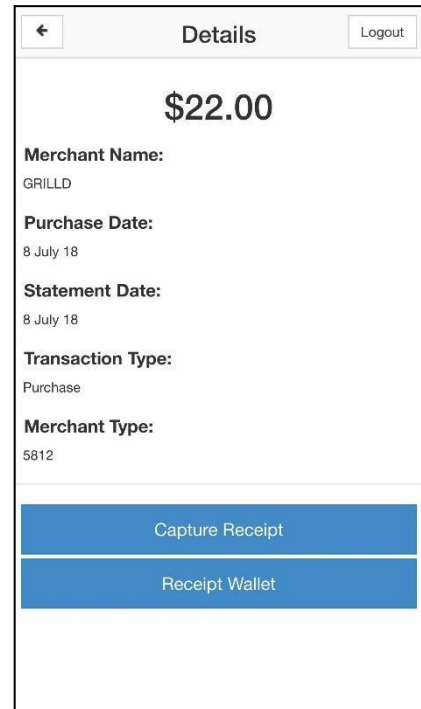 Details
Logout
$22.00
Merchant Name:
GRILLD
Purchase Date:
8 July 18
Statement Date:
8 July 18
Transaction Type:
Purchase
Merchant Type:
5812
Capture Receipt
Receipt Wallet